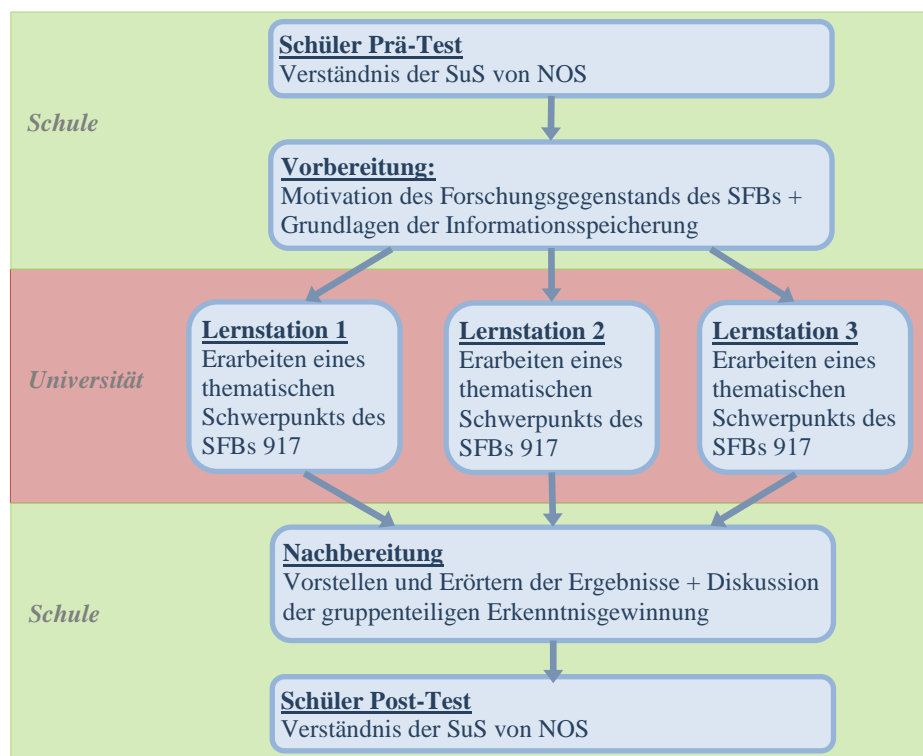 Schüler Prä-Test
Verständnis der SuS von NOS
Schule
Vorbereitung:
Motivation des Forschungsgegenstands des SFBs +
Grundlagen der Informationsspeicherung
Universität
Lernstation 1
Erarbeiten eines
thematischen
Schwerpunkts des
SFBs 917
Lernstation 2
Erarbeiten eines
thematischen
Schwerpunkts des
SFBs 917
Lernstation 3
Erarbeiten eines
thematischen
Schwerpunkts des
SFBs 917
Nachbereitung
Vorstellen und Erörtern der Ergebnisse + Diskussion
der gruppenteiligen Erkenntnisgewinnung
Schule
Schüler Post-Test
Verständnis der SuS von NOS